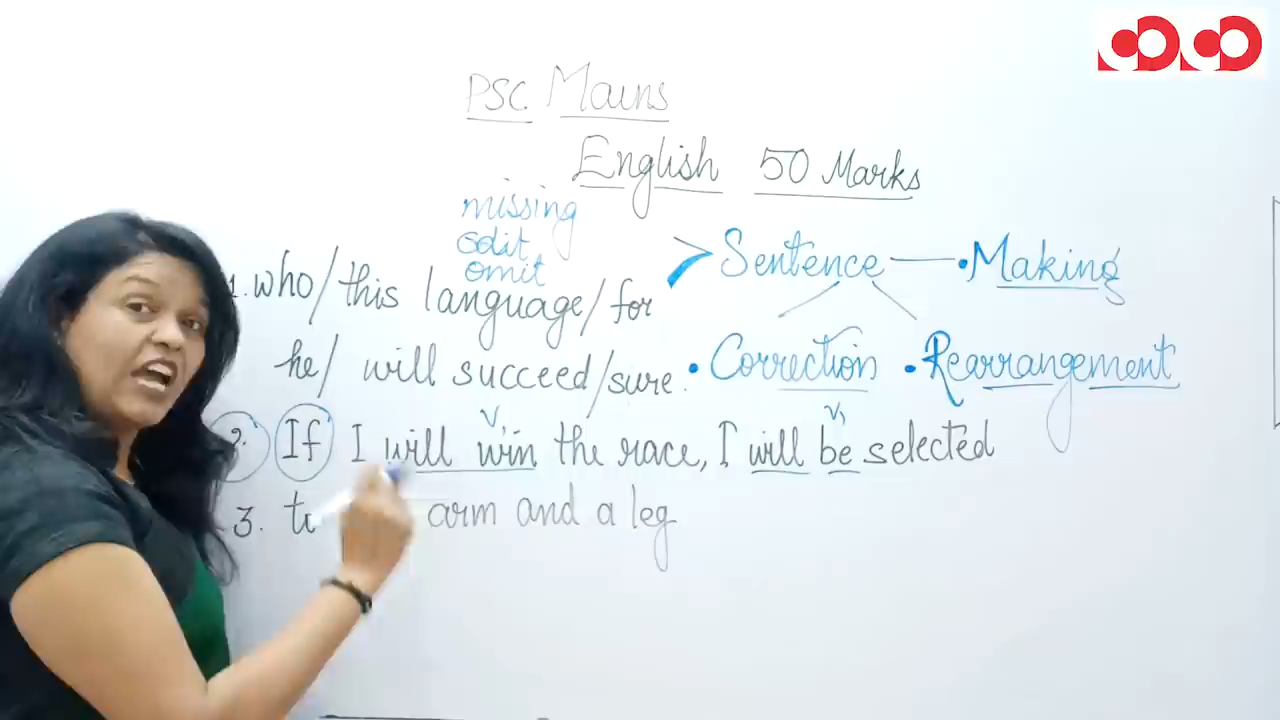 PSC. Mains
English 50 Marks
missing
edit
omit
Sentence
• Making
1. who/this language/for
he/ will succeed/sure.
• Correction
• Rearrangement
If I will win the race, I will be selected
3. arm and a leg